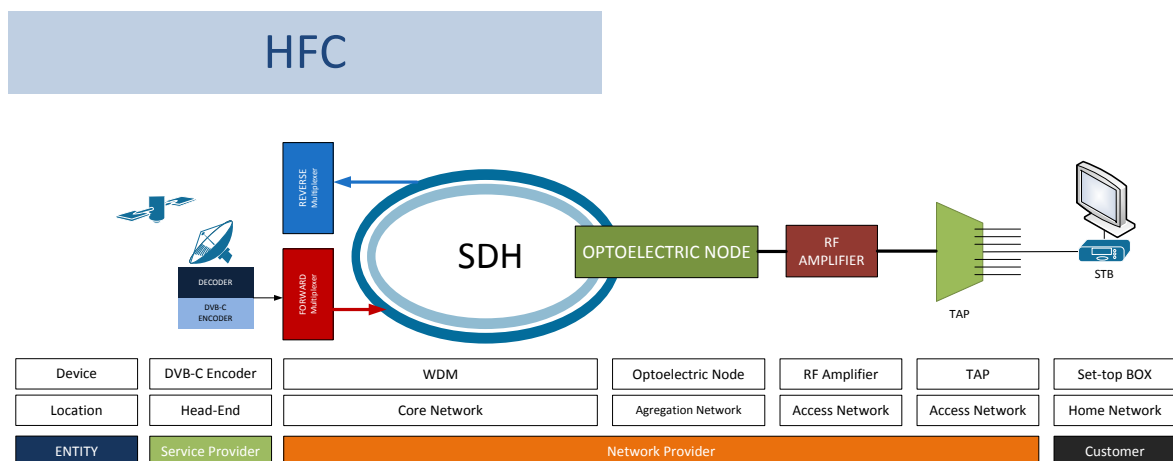 HFC
REVERSE
Multiplexer
SDH
OPTOELECTRIC NODE
RF
AMPLIFIER
DECODER
DVB-C
ENCODER
FORWARD
Multiplexer
TAP
STB
Device
DVB-C Encoder
WDM
Optoelectric Node
RF Amplifier
TAP
Set-top BOX
Location
Head-End
Core Network
Agregation Network
Access Network
Access Network
Home Network
ENTITY
Service Provider
Network Provider
Customer